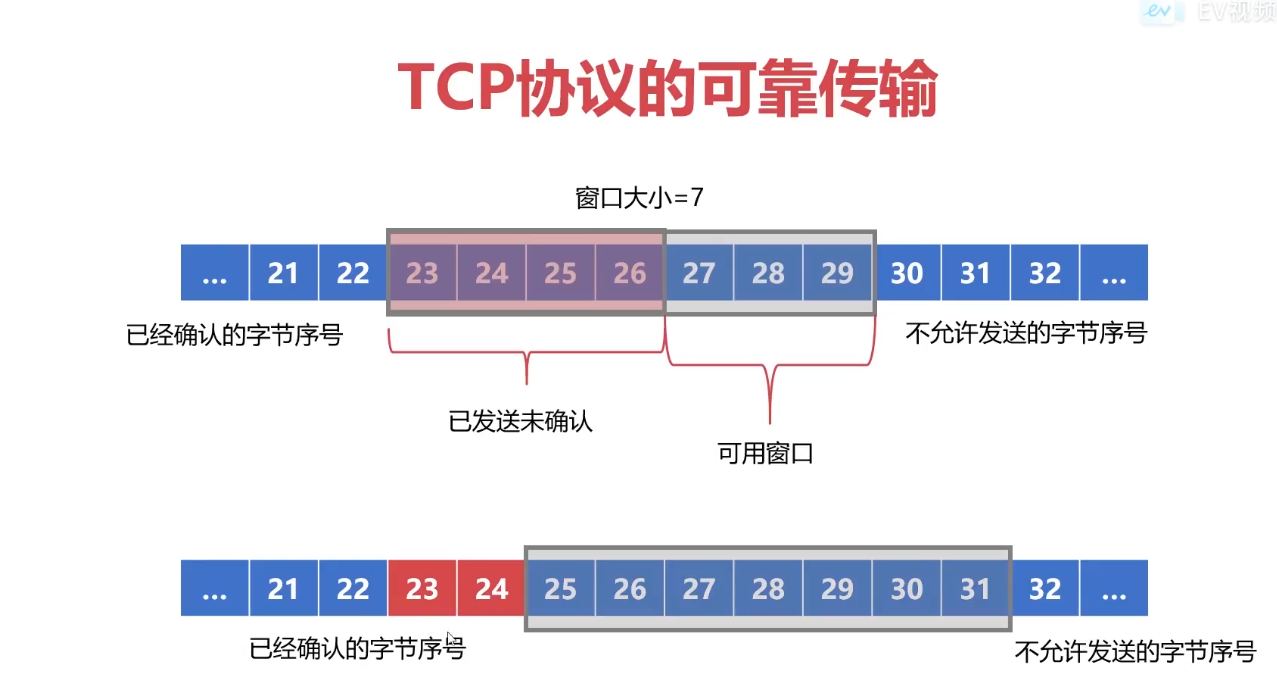 ev EV视频
TCP协议的可靠传输
窗口大小=7
... 21 22 23 24 25 26 27 28 29 30 31 32 ...
已经确认的字节序号
不允许发送的字节序号
已发送未确认
可用窗口
... 21 22 23 24 25 26 27 28 29 30 31 32 ...
已经确认的字节序号
不允许发送的字节序号